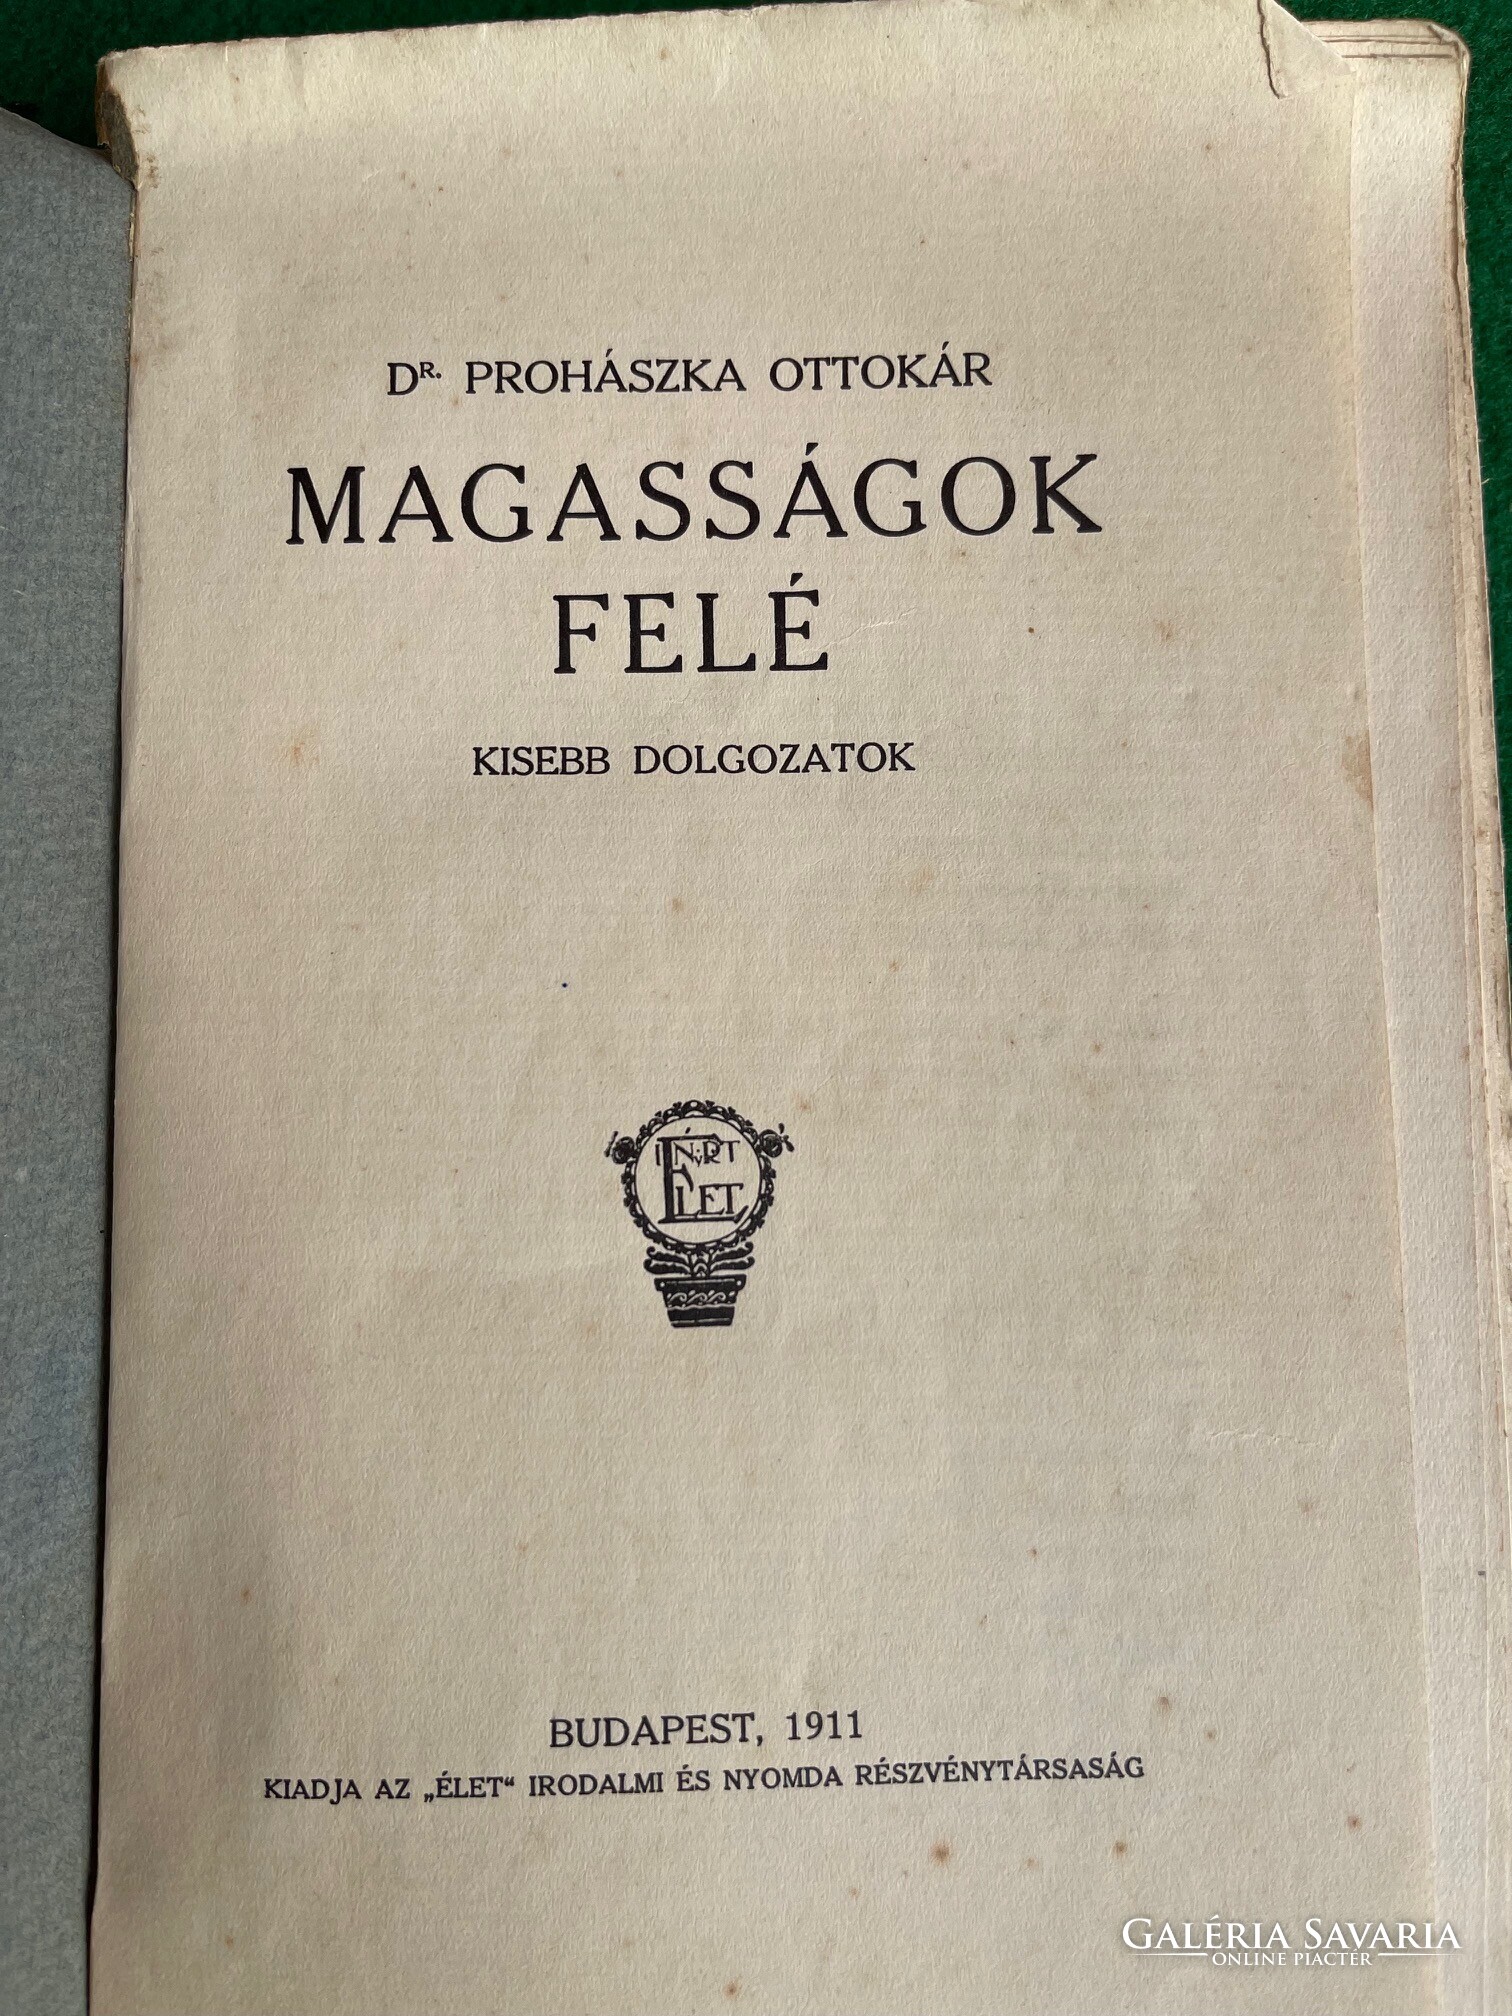 DR. PROHÁSZKA OTTOKÁR
MAGASSÁGOK
FELÉ
KISEBB DOLGOZATOK
ÉLET
BUDAPEST, 1911
KIADJA AZ „ÉLET“ IRODALMI ÉS NYOMDA RÉSZVÉNYTÁRSASÁG
GALÉRIA SAVARIA
ONLINE PIACTÉR